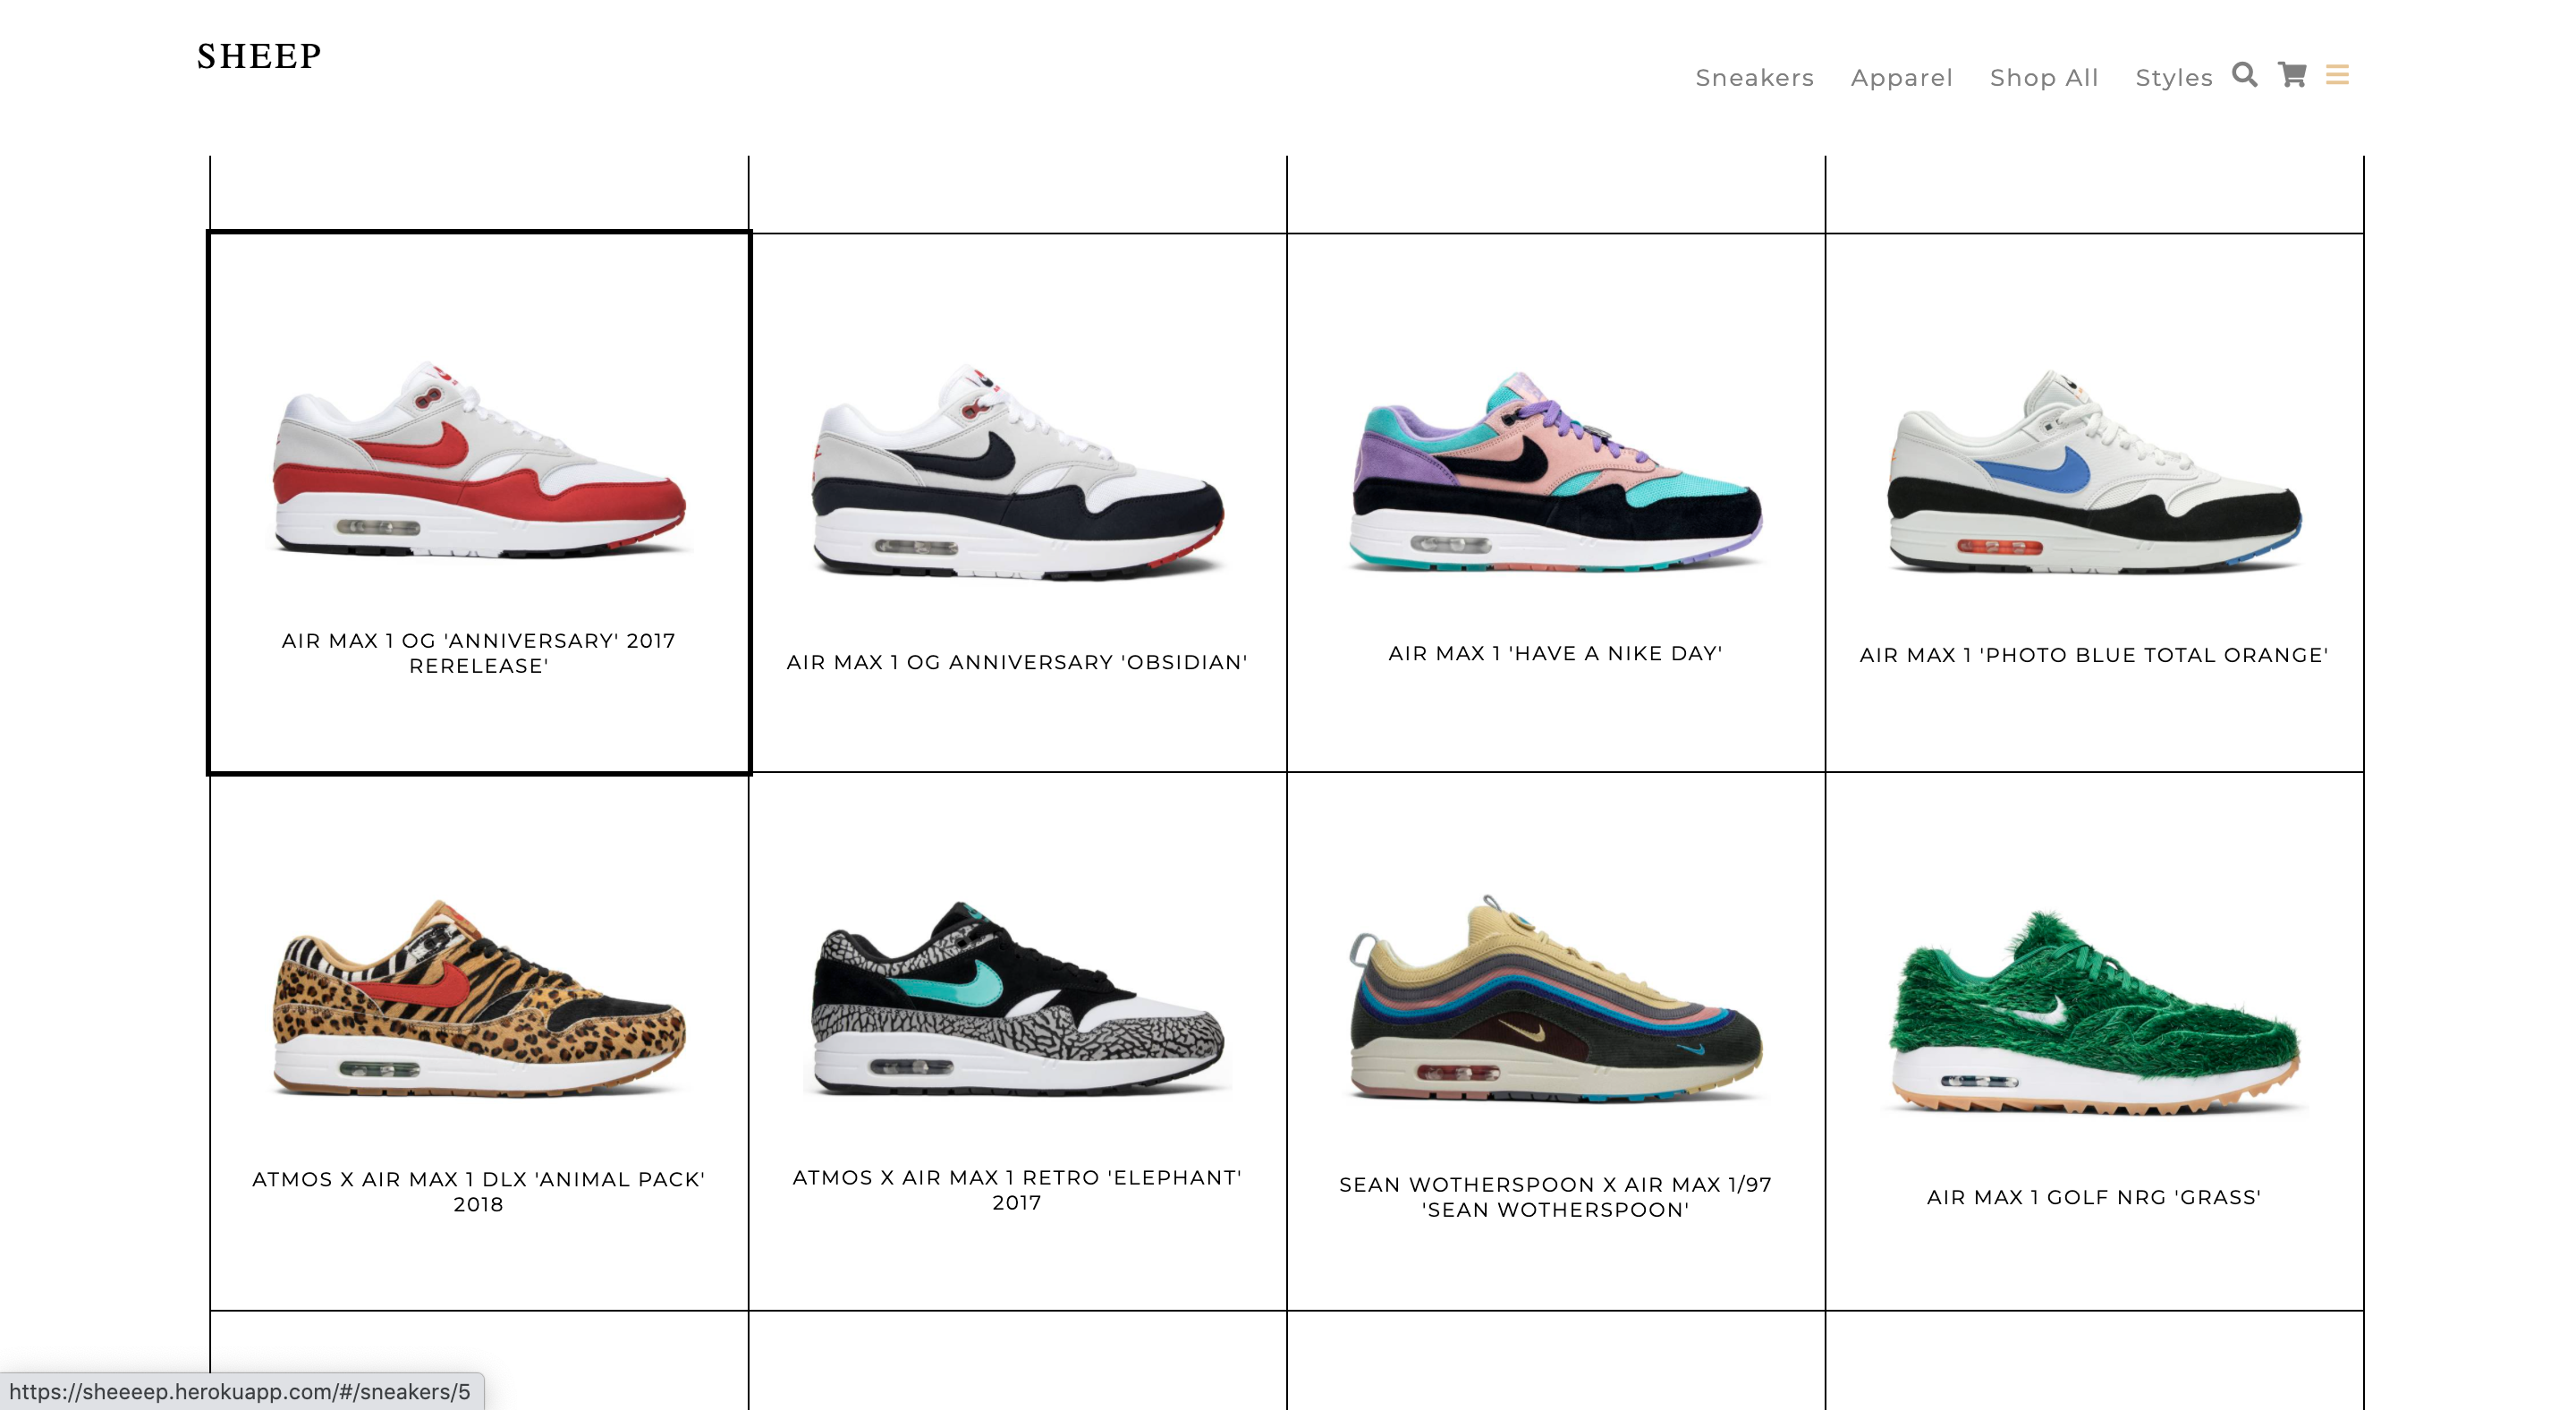 SHEEP
Sneakers Apparel Shop All Styles
AIR MAX 1 OG 'ANNIVERSARY' 2017
RERELEASE'
AIR MAX 1 OG ANNIVERSARY 'OBSIDIAN'
AIR MAX 1 'HAVE A NIKE DAY'
AIR MAX 1 'PHOTO BLUE TOTAL ORANGE'
ATMOS X AIR MAX 1 DLX 'ANIMAL PACK'
2018
ATMOS X AIR MAX 1 RETRO 'ELEPHANT'
2017
SEAN WOTHERSPOON X AIR MAX 1/97
'SEAN WOTHERSPOON'
AIR MAX 1 GOLF NRG 'GRASS'
https://sheeeep.herokuapp.com/#/sneakers/5